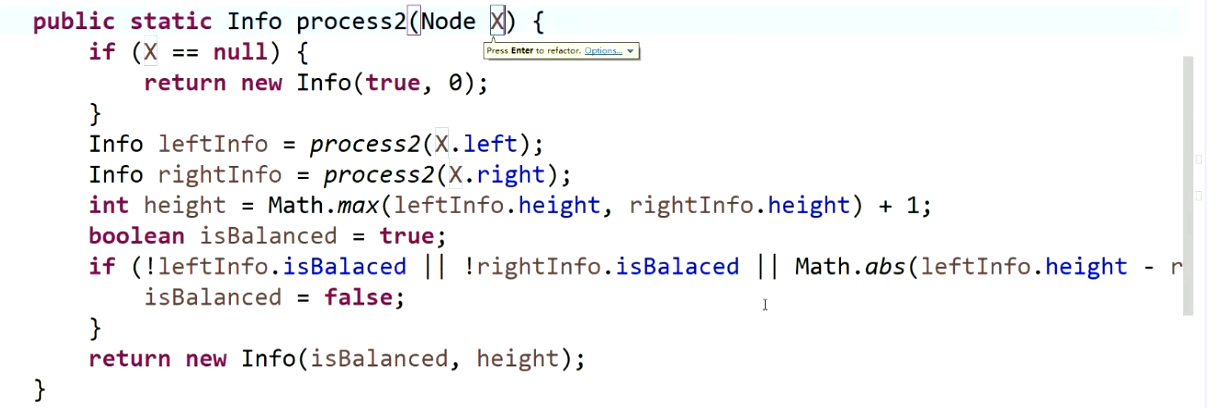 public static Info process2(Node X) {
Press Enter to refactor. Options...
if (X == null) {
return new Info(true, 0);
}
Info leftInfo = process2(X.left);
Info rightInfo = process2(X.right);
int height = Math.max(leftInfo.height, rightInfo.height) + 1;
boolean isBalanced = true;
if (!leftInfo.isBalaced || !rightInfo.isBalaced || Math.abs(leftInfo.height - r
isBalanced = false;
}
return new Info(isBalanced, height);
}